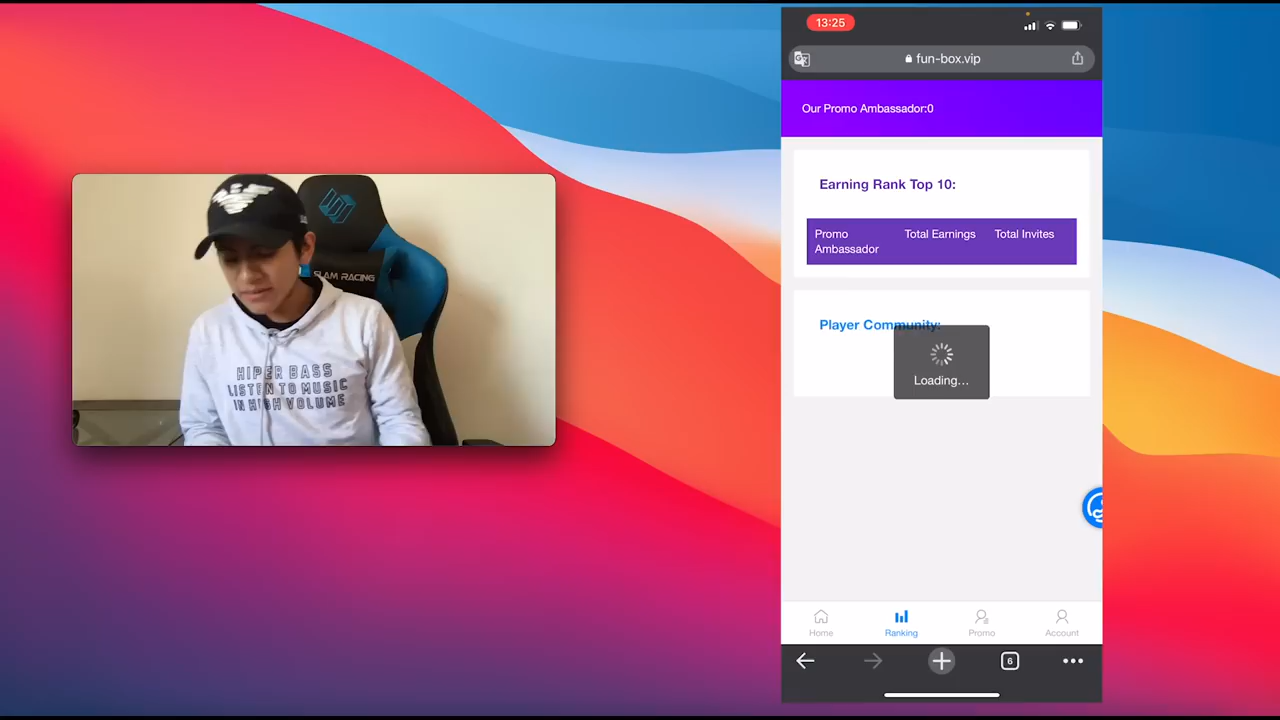 13:25
fun-box.vip
Our Promo Ambassador:0
Earning Rank Top 10:
Promo Ambassador
Total Earnings
Total Invites
Player Community:
Loading...
Home
Ranking
Promo
Account
6
SLAM RACING
HIPER BASS
LISTEN TO MUSIC
IN HIGH VOLUME